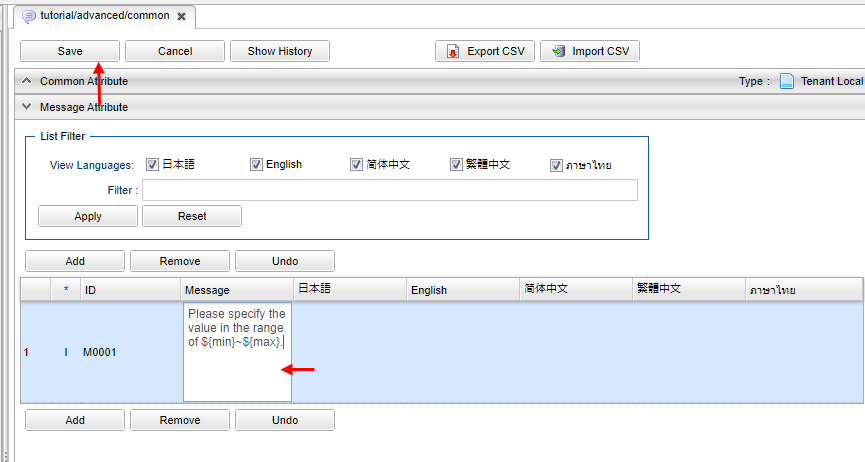 tutorial/advanced/common
Save Cancel Show History Export CSV Import CSV
Common Attribute Type : Tenant Local
Message Attribute
List Filter
View Languages: 日本語 English 简体中文 繁體中文 ภาษาไทย
Filter :
Apply Reset
Add Remove Undo
* ID Message 日本語 English 简体中文 繁體中文 ภาษาไทย
1 I M0001 Please specify the
value in the range
of ${min}~${max}.
Add Remove Undo